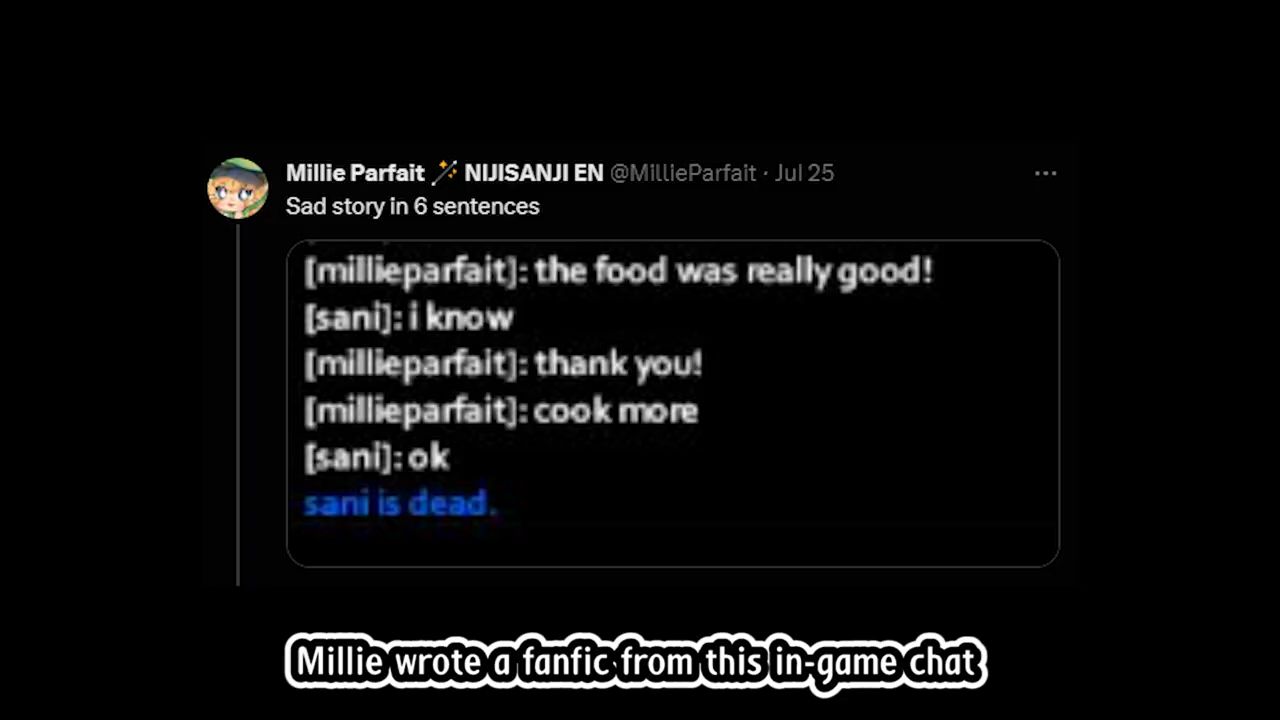 Millie Parfait 🪄 NIJISANJI EN @MillieParfait · Jul 25
Sad story in 6 sentences
[millieparfait]: the food was really good!
[sani]: i know
[millieparfait]: thank you!
[millieparfait]: cook more
[sani]: ok
sani is dead.
Millie wrote a fanfic from this in-game chat